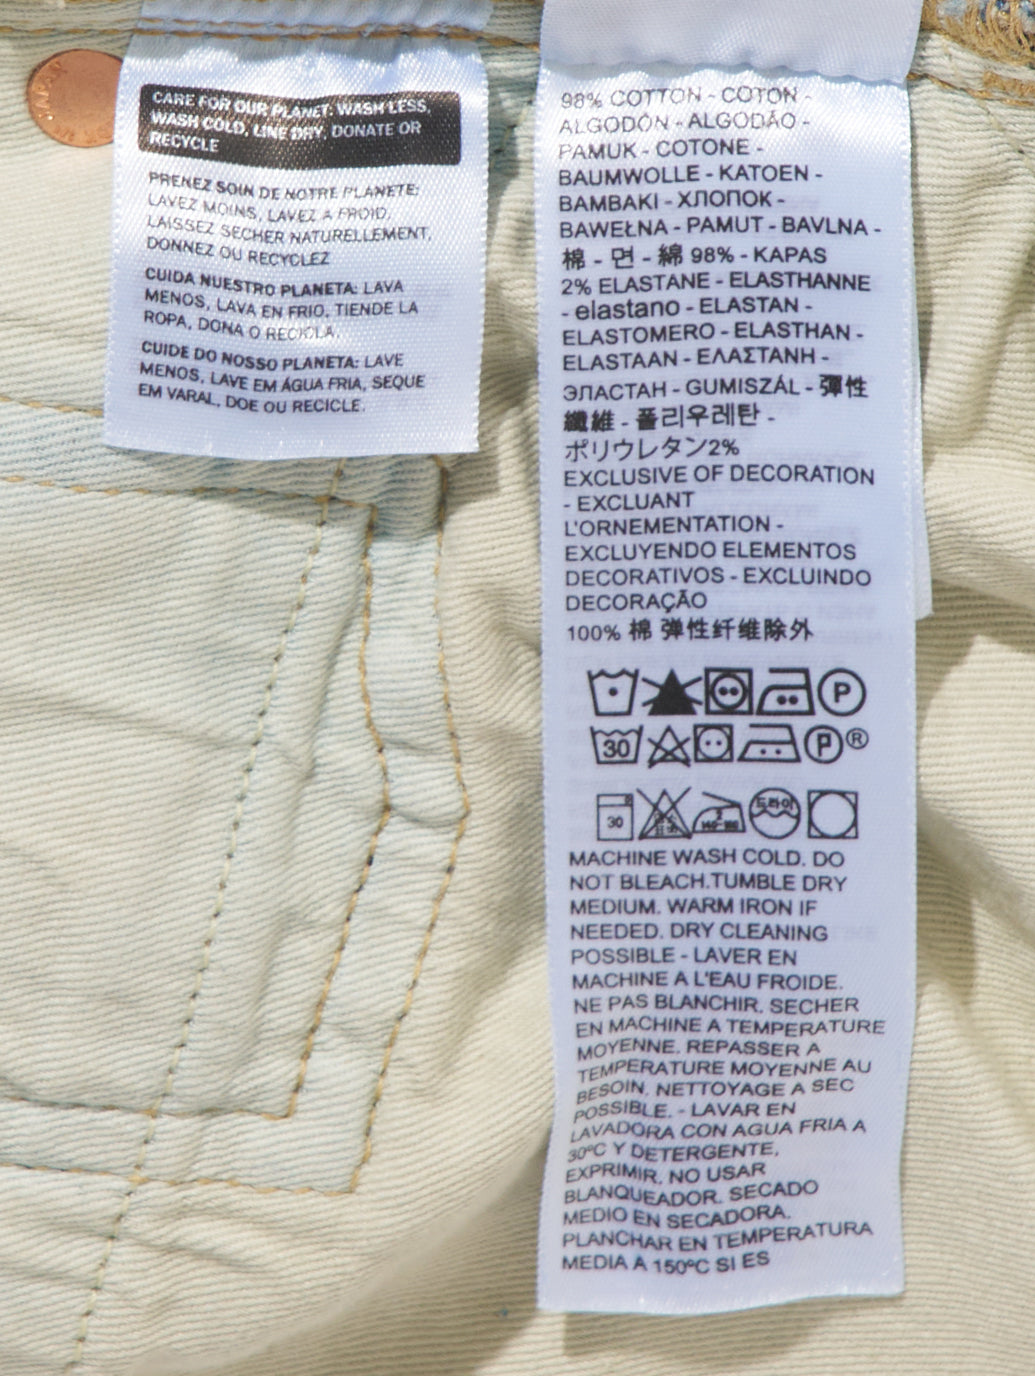 CARE FOR OUR PLANET: WASH LESS,
WASH COLD, LINE DRY, DONATE OR
RECYCLE
PRENEZ SOIN DE NOTRE PLANETE:
LAVEZ MOINS, LAVEZ A FROID,
LAISSEZ SECHER NATURELLEMENT,
DONNEZ OU RECYCLEZ
CUIDA NUESTRO PLANETA: LAVA
MENOS, LAVA EN FRIO, TIENDE LA
ROPA, DONA O RECICLA.
CUIDE DO NOSSO PLANETA: LAVE
MENOS, LAVE EM ÁGUA FRIA, SEQUE
EM VARAL, DOE OU RECICLE.
98% COTTON - COTON -
ALGODÓN - ALGODÃO -
PAMUK - COTONE -
BAUMWOLLE - KATOEN -
BAMBAKI - ХЛОПОК -
BAWEŁNA - PAMUT - BAVLNA -
棉 - 면 - 綿 98% - KAPAS
2% ELASTANE - ELASTHANNE
- elastano - ELASTAN -
ELASTOMERO - ELASTHAN -
ELASTAAN - ΕΛΑΣΤΑΝΗ -
ЭЛАСТАН - GUMISZÁL - 彈性
纖維 - 폴리우레탄 -
ポリウレタン2%
EXCLUSIVE OF DECORATION
- EXCLUANT
L'ORNEMENTATION -
EXCLUYENDO ELEMENTOS
DECORATIVOS - EXCLUINDO
DECORAÇÃO
100% 棉 弹性纤维除外
P
30 P ®
30 2 140-160 드라이
MACHINE WASH COLD. DO
NOT BLEACH.TUMBLE DRY
MEDIUM. WARM IRON IF
NEEDED. DRY CLEANING
POSSIBLE - LAVER EN
MACHINE A L'EAU FROIDE.
NE PAS BLANCHIR. SECHER
EN MACHINE A TEMPERATURE
MOYENNE. REPASSER A
TEMPERATURE MOYENNE AU
BESOIN. NETTOYAGE A SEC
POSSIBLE. - LAVAR EN
LAVADORA CON AGUA FRIA A
30ºC Y DETERGENTE,
EXPRIMIR. NO USAR
BLANQUEADOR. SECADO
MEDIO EN SECADORA.
PLANCHAR EN TEMPERATURA
MEDIA A 150ºC SI ES